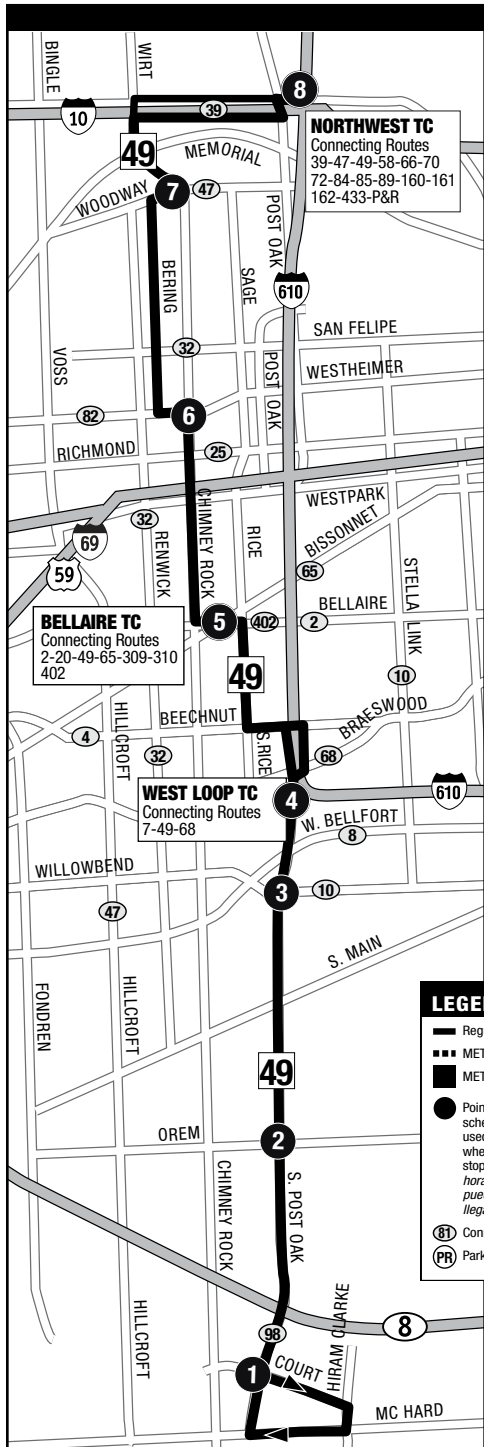 BINGLE
WIRT
8
10
39
NORTHWEST TC
Connecting Routes
39-47-49-58-66-70
72-84-85-89-160-161
162-433-P&R
49
MEMORIAL
WOODWAY
7
47
POST OAK
BERING
SAGE
610
SAN FELIPE
VOSS
32
POST OAK
WESTHEIMER
82
6
RICHMOND
25
WESTPARK
CHIMNEY ROCK
RICE
BISSONNET
69
32
RENWICK
59
65
STELLA LINK
BELLAIRE
BELLAIRE TC
Connecting Routes
2-20-49-65-309-310
402
5
402
2
49
10
HILLCROFT
BEECHNUT
S.RICE
BRAESWOOD
4
32
68
WEST LOOP TC
Connecting Routes
7-49-68
4
610
W. BELLFORT
8
WILLOWBEND
3
10
47
S. MAIN
FONDREN
HILLCROFT
49
OREM
2
CHIMNEY ROCK
S. POST OAK
HIRAM CLARKE
8
98
HILLCROFT
1
COURT
MC HARD
LEGE
Reg
MET
MET
Poin
sche
used
whe
stop
hora
pued
llega
81 Con
PR Park